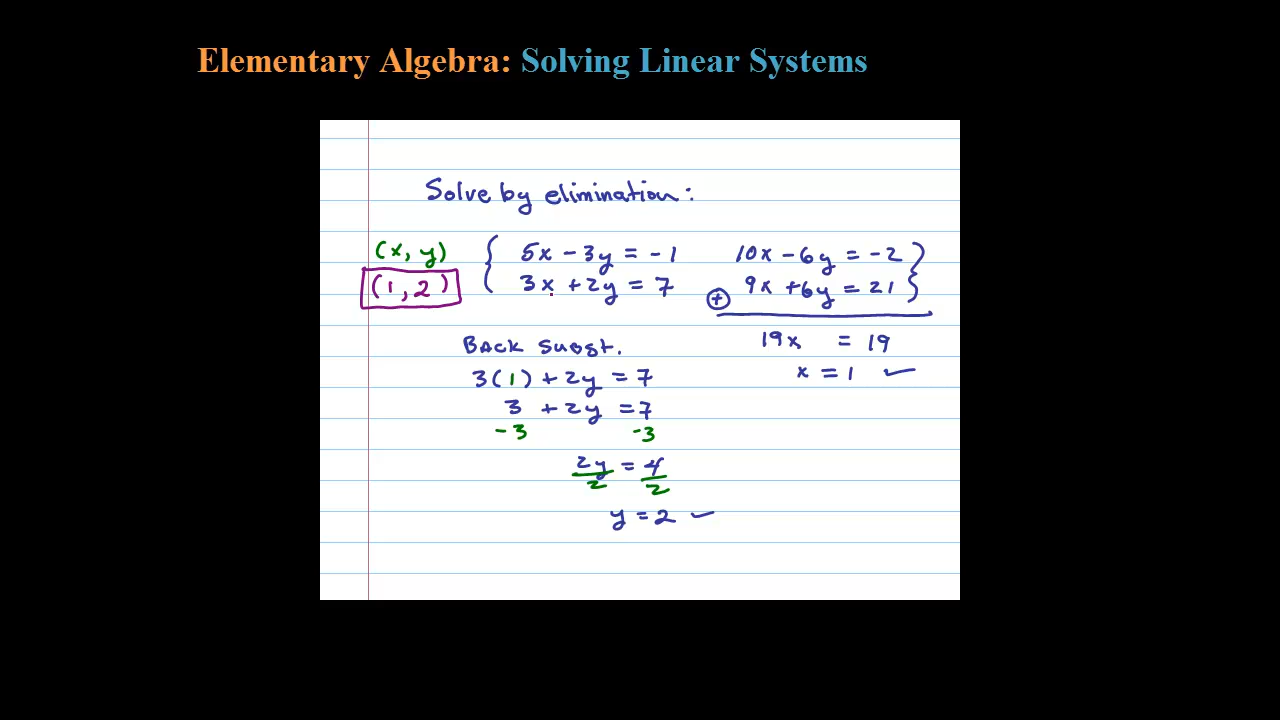 Elementary Algebra: Solving Linear Systems
Solve by elimination:
(x, y)
(1, 2)
{ 5x - 3y = -1
3x + 2y = 7
10x - 6y = -2 }
⊕ 9x + 6y = 21
19x = 19
x = 1 ✓
Back subst.
3(1) + 2y = 7
3 + 2y = 7
-3 -3
2y = 4
2 2
y = 2 ✓